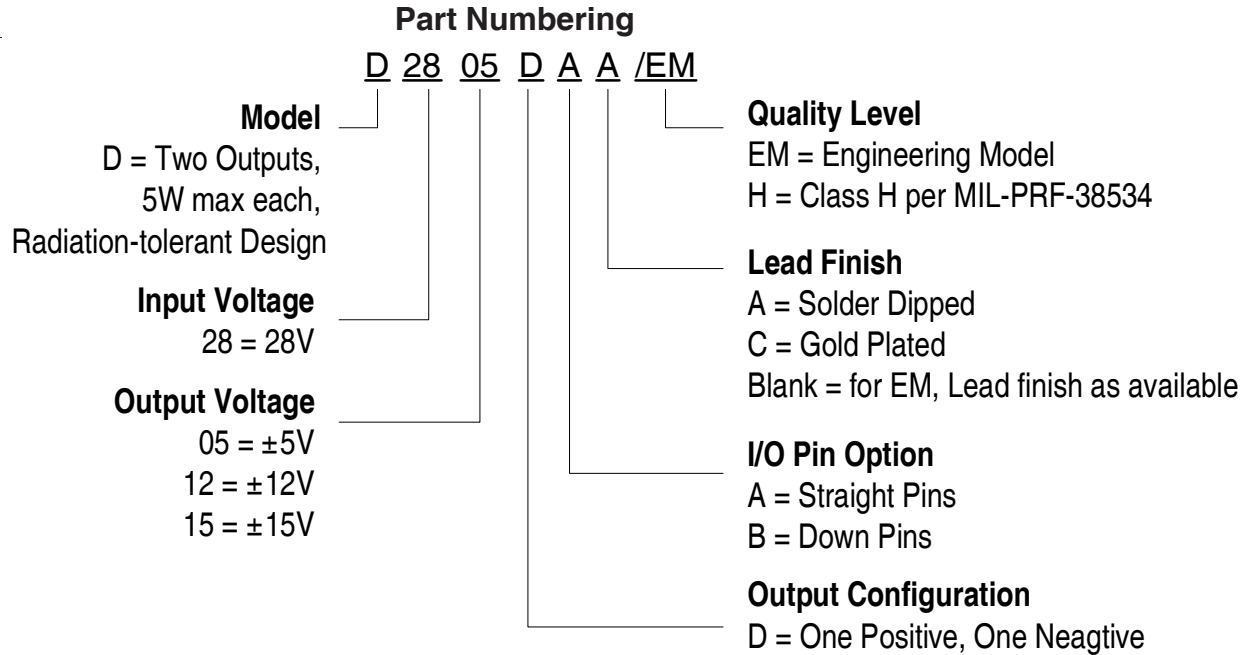 Part Numbering
D 28 05 D A A /EM
Model
D = Two Outputs,
5W max each,
Radiation-tolerant Design
Input Voltage
28 = 28V
Output Voltage
05 = ±5V
12 = ±12V
15 = ±15V
Quality Level
EM = Engineering Model
H = Class H per MIL-PRF-38534
Lead Finish
A = Solder Dipped
C = Gold Plated
Blank = for EM, Lead finish as available
I/O Pin Option
A = Straight Pins
B = Down Pins
Output Configuration
D = One Positive, One Neagtive